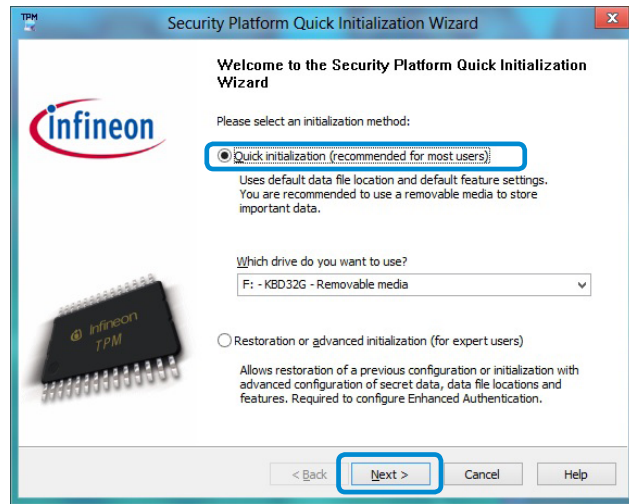 TPM
Security Platform Quick Initialization Wizard
x
Welcome to the Security Platform Quick Initialization
Wizard
infineon
Please select an initialization method:
Quick initialization (recommended for most users)
Uses default data file location and default feature settings.
You are recommended to use a removable media to store
important data.
Which drive do you want to use?
F: - KBD32G - Removable media
infineon
TPM
Restoration or advanced initialization (for expert users)
Allows restoration of a previous configuration or initialization with
advanced configuration of secret data, data file locations and
features. Required to configure Enhanced Authentication.
< Back Next > Cancel Help